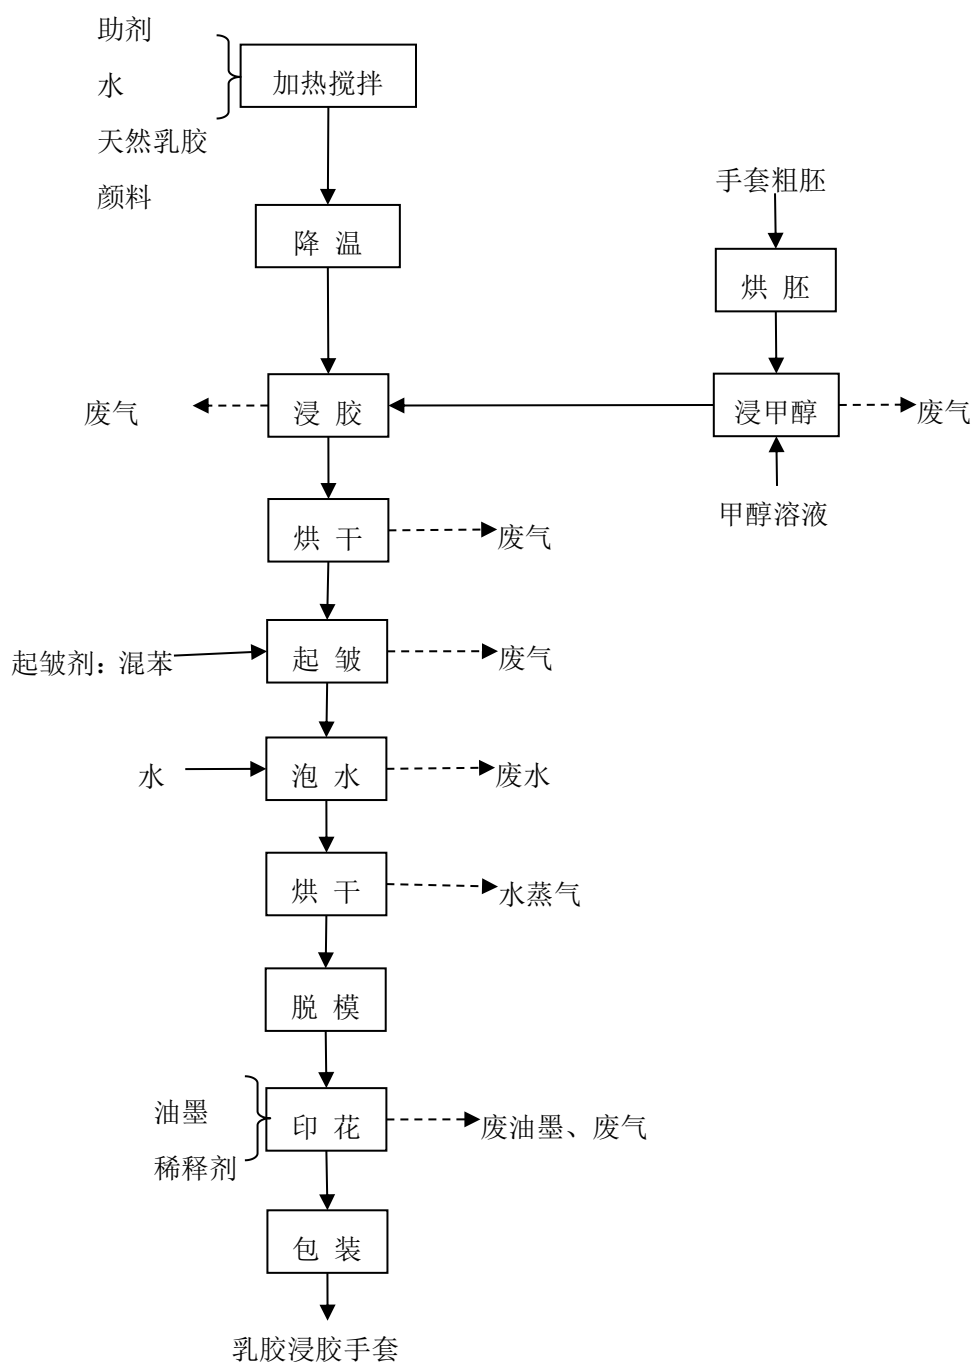 助剂
水
天然乳胶
颜料
加热搅拌
手套粗胚
降 温
烘 胚
废气
浸 胶
浸甲醇
废气
甲醇溶液
烘 干
废气
起皱剂：混苯
起 皱
废气
水
泡 水
废水
烘 干
水蒸气
脱 模
油墨
稀释剂
印 花
废油墨、废气
包 装
乳胶浸胶手套